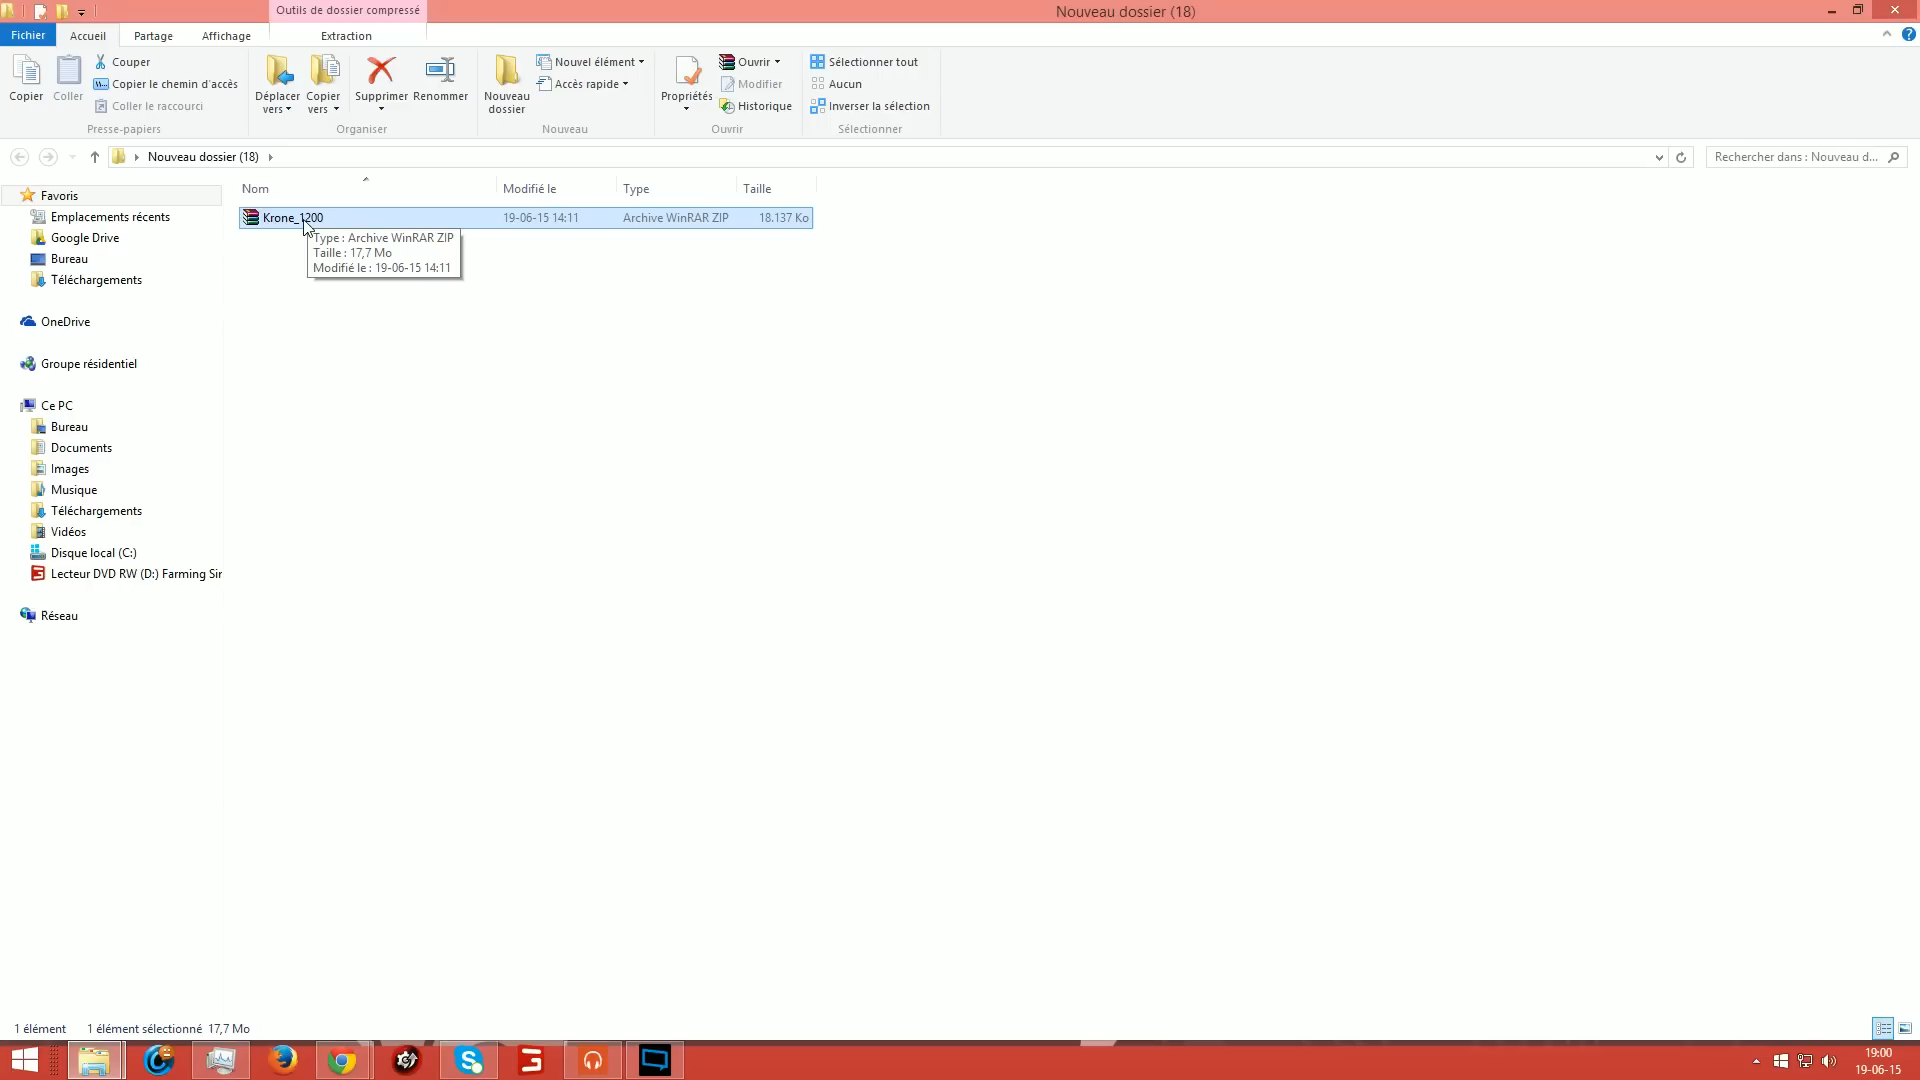 Outils de dossier compressé
Nouveau dossier (18)
Fichier
Accueil
Partage
Affichage
Extraction
Copier
Coller
Couper
Copier le chemin d'accès
Coller le raccourci
Presse-papiers
Déplacer vers
Copier vers
Supprimer
Renommer
Organiser
Nouveau dossier
Nouvel élément
Accès rapide
Nouveau
Propriétés
Ouvrir
Modifier
Historique
Ouvrir
Sélectionner tout
Aucun
Inverser la sélection
Sélectionner
Nouveau dossier (18)
Rechercher dans : Nouveau d...
Nom
Modifié le
Type
Taille
Krone_1200
19-06-15 14:11
Archive WinRAR ZIP
18.137 Ko
Type : Archive WinRAR ZIP
Taille : 17,7 Mo
Modifié le : 19-06-15 14:11
Favoris
Emplacements récents
Google Drive
Bureau
Téléchargements
OneDrive
Groupe résidentiel
Ce PC
Bureau
Documents
Images
Musique
Téléchargements
Vidéos
Disque local (C:)
Lecteur DVD RW (D:) Farming Sir
Réseau
1 élément
1 élément sélectionné 17,7 Mo
19:00
19-06-15